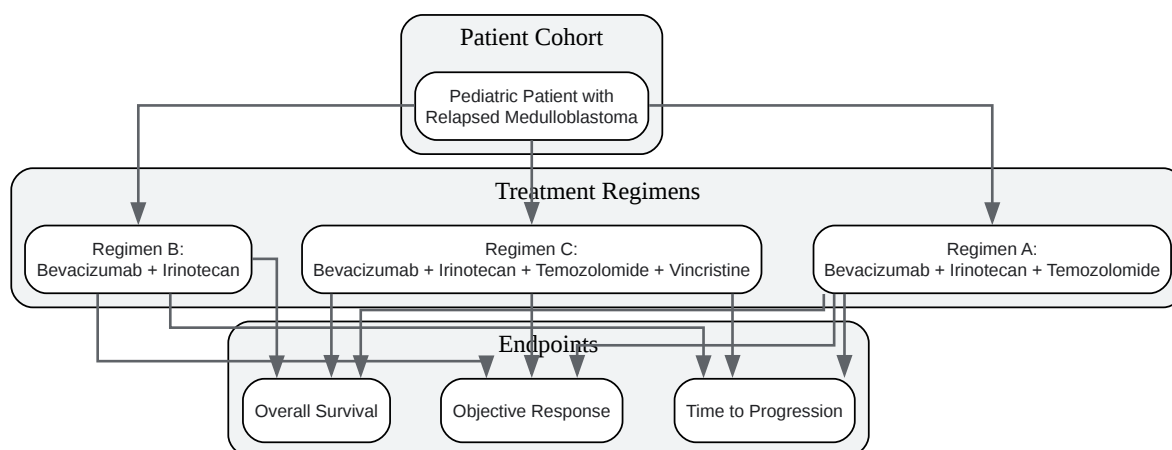 Patient Cohort
Pediatric Patient with
Relapsed Medulloblastoma
Treatment Regimens
Regimen B:
Bevacizumab + Irinotecan
Regimen C:
Bevacizumab + Irinotecan + Temozolomide + Vincristine
Regimen A:
Bevacizumab + Irinotecan + Temozolomide
Endpoints
Overall Survival
Objective Response
Time to Progression